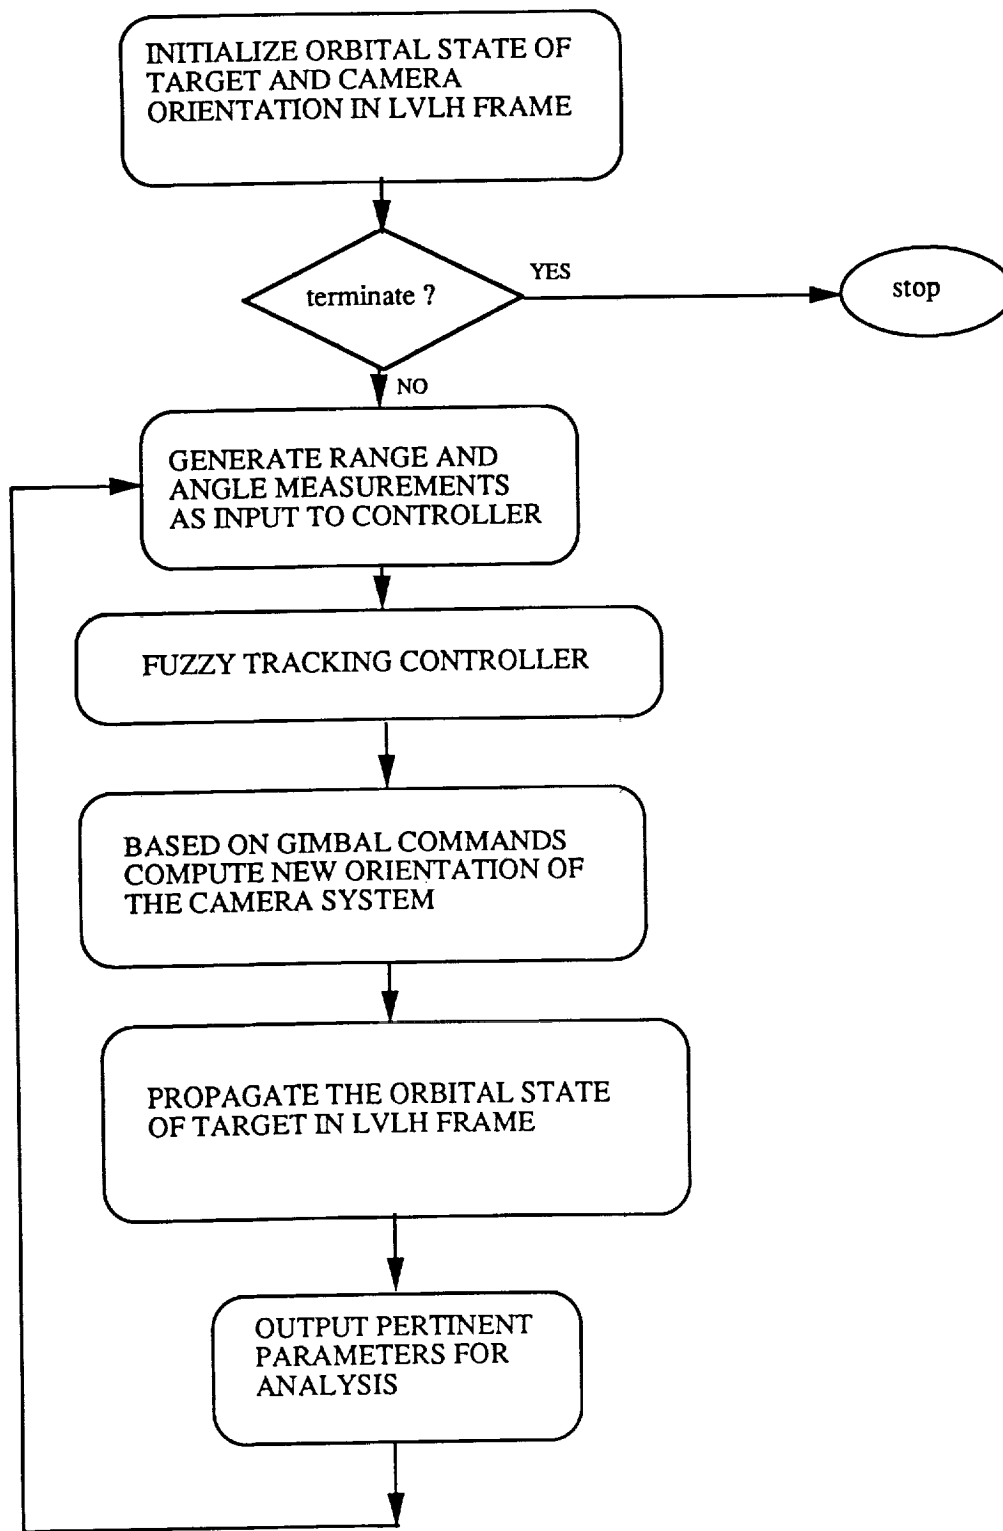 INITIALIZE ORBITAL STATE OF
TARGET AND CAMERA
ORIENTATION IN LVLH FRAME
terminate ?
YES
stop
NO
GENERATE RANGE AND
ANGLE MEASUREMENTS
AS INPUT TO CONTROLLER
FUZZY TRACKING CONTROLLER
BASED ON GIMBAL COMMANDS
COMPUTE NEW ORIENTATION OF
THE CAMERA SYSTEM
PROPAGATE THE ORBITAL STATE
OF TARGET IN LVLH FRAME
OUTPUT PERTINENT
PARAMETERS FOR
ANALYSIS